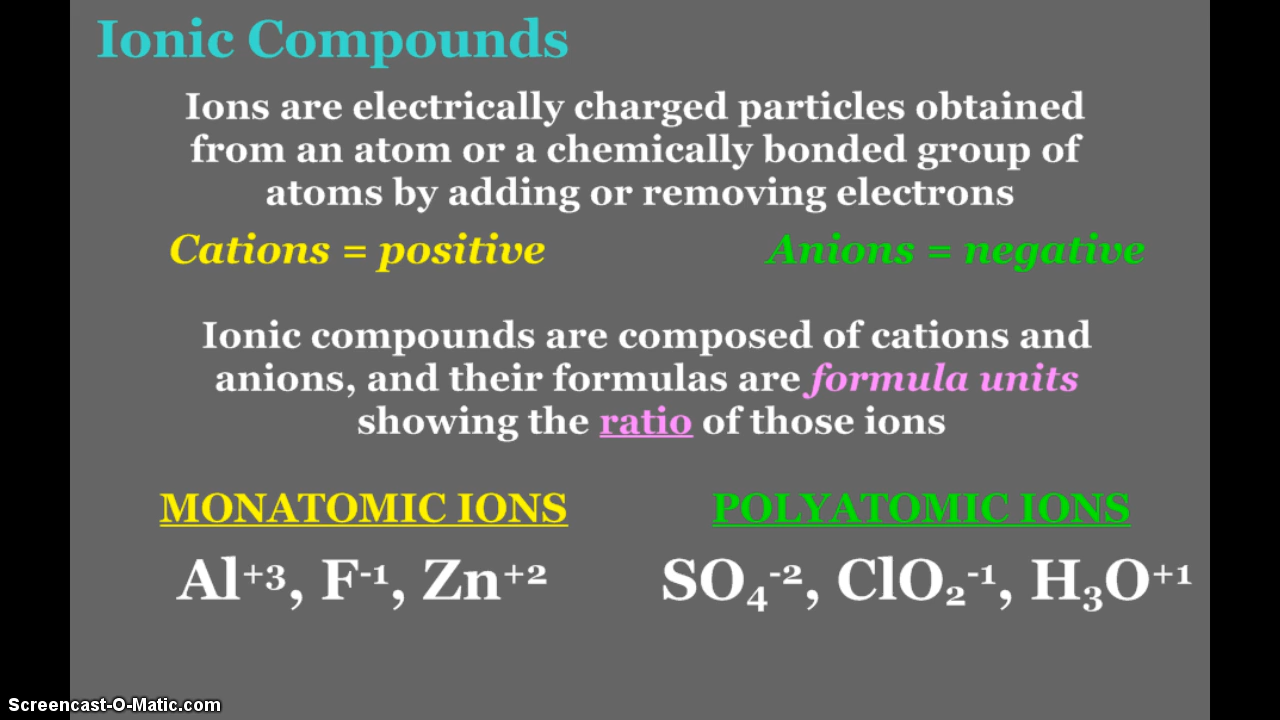 Ionic Compounds
Ions are electrically charged particles obtained
from an atom or a chemically bonded group of
atoms by adding or removing electrons
Cations = positive Anions = negative
Ionic compounds are composed of cations and
anions, and their formulas are formula units
showing the ratio of those ions
MONATOMIC IONS POLYATOMIC IONS
Al⁺³, F⁻¹, Zn⁺² SO₄⁻², ClO₂⁻¹, H₃O⁺¹
Screencast-O-Matic.com